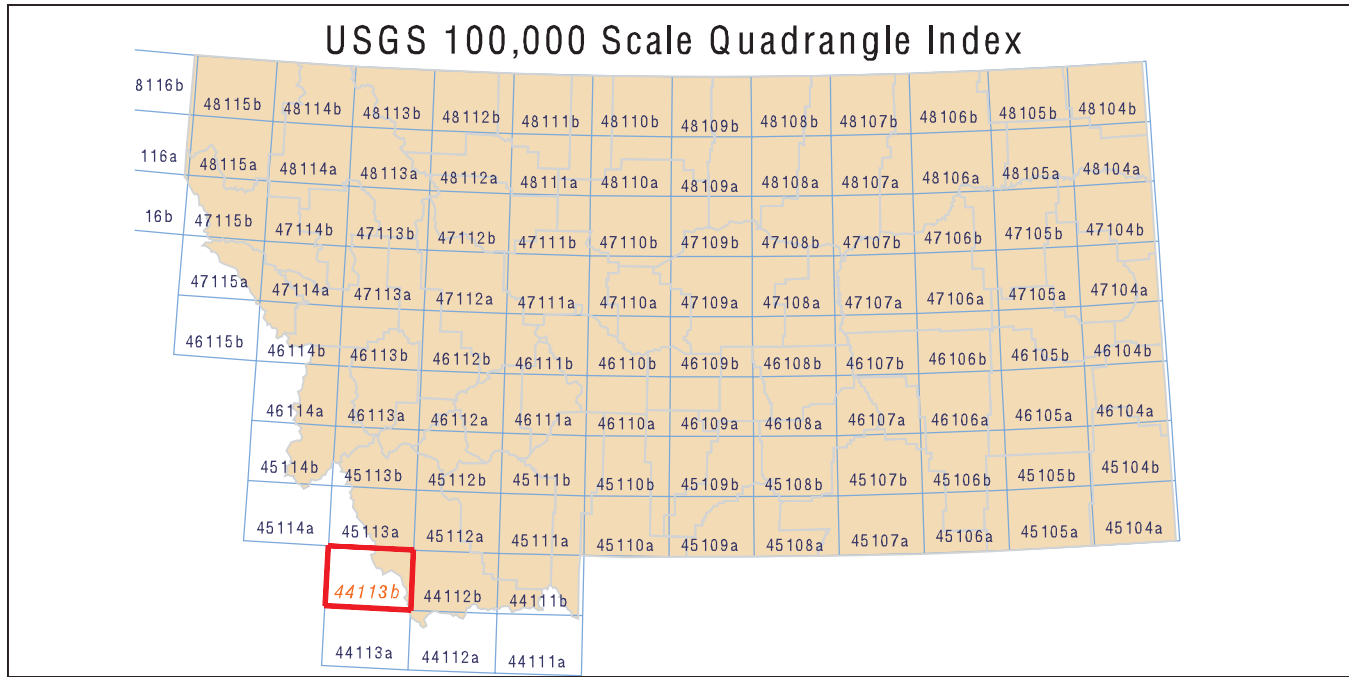 USGS 100,000 Scale Quadrangle Index
8116b 48115b 48114b 48113b 48112b 48111b 48110b 48109b 48108b 48107b 48106b 48105b 48104b
116a 48115a 48114a 48113a 48112a 48111a 48110a 48109a 48108a 48107a 48106a 48105a 48104a
16b 47115b 47114b 47113b 47112b 47111b 47110b 47109b 47108b 47107b 47106b 47105b 47104b
47115a 47114a 47113a 47112a 47111a 47110a 47109a 47108a 47107a 47106a 47105a 47104a
46115b 46114b 46113b 46112b 46111b 46110b 46109b 46108b 46107b 46106b 46105b 46104b
46114a 46113a 46112a 46111a 46110a 46109a 46108a 46107a 46106a 46105a 46104a
45114b 45113b 45112b 45111b 45110b 45109b 45108b 45107b 45106b 45105b 45104b
45114a 45113a 45112a 45111a 45110a 45109a 45108a 45107a 45106a 45105a 45104a
44113b 44112b 44111b
44113a 44112a 44111a